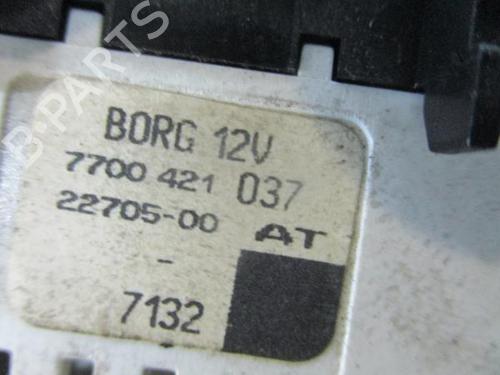 BORG 12V
7700 421 037
22705-00 AT
-
7132
B-PARTS